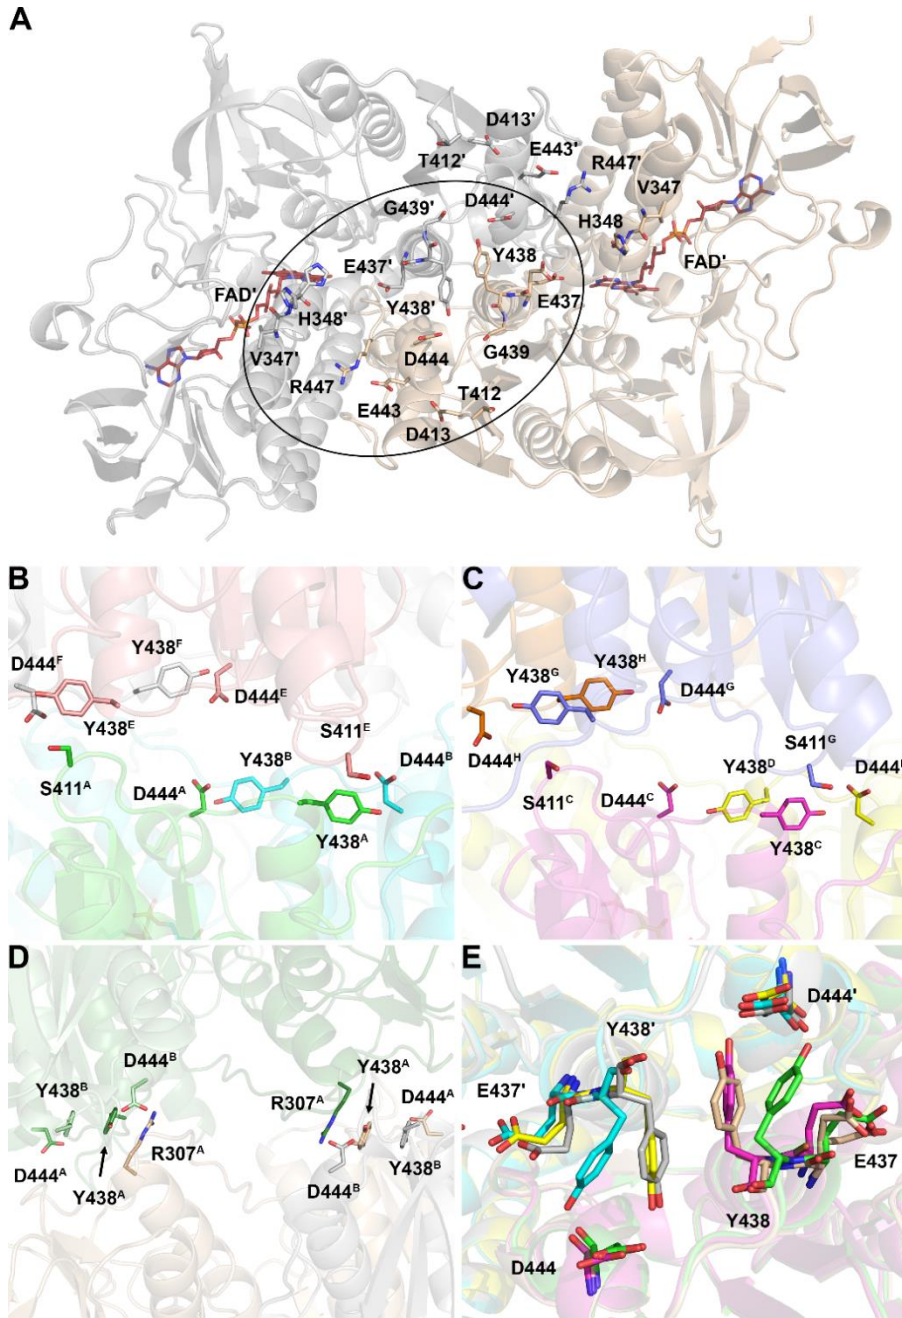 A
D413'
E443'
T412'
R447'
V347
G439'
D444'
H348
E437'
Y438
FAD'
FAD'
H348'
Y438'
E437
V347'
D444
G439
R447
T412
E443
D413
B
C
Y438F
Y438H
D444F
Y438G
D444G
D444E
Y438E
S411E
S411G
D444H
Y438B
D444B
Y438D
S411A
D444A
S411C
D444C
Y438A
Y438C
D
E
D444'
Y438'
D444B
Y438A
Y438B
D444A
R307A
E437'
D444A
R307A
E437
Y438A
D444B
Y438B
Y438
D444